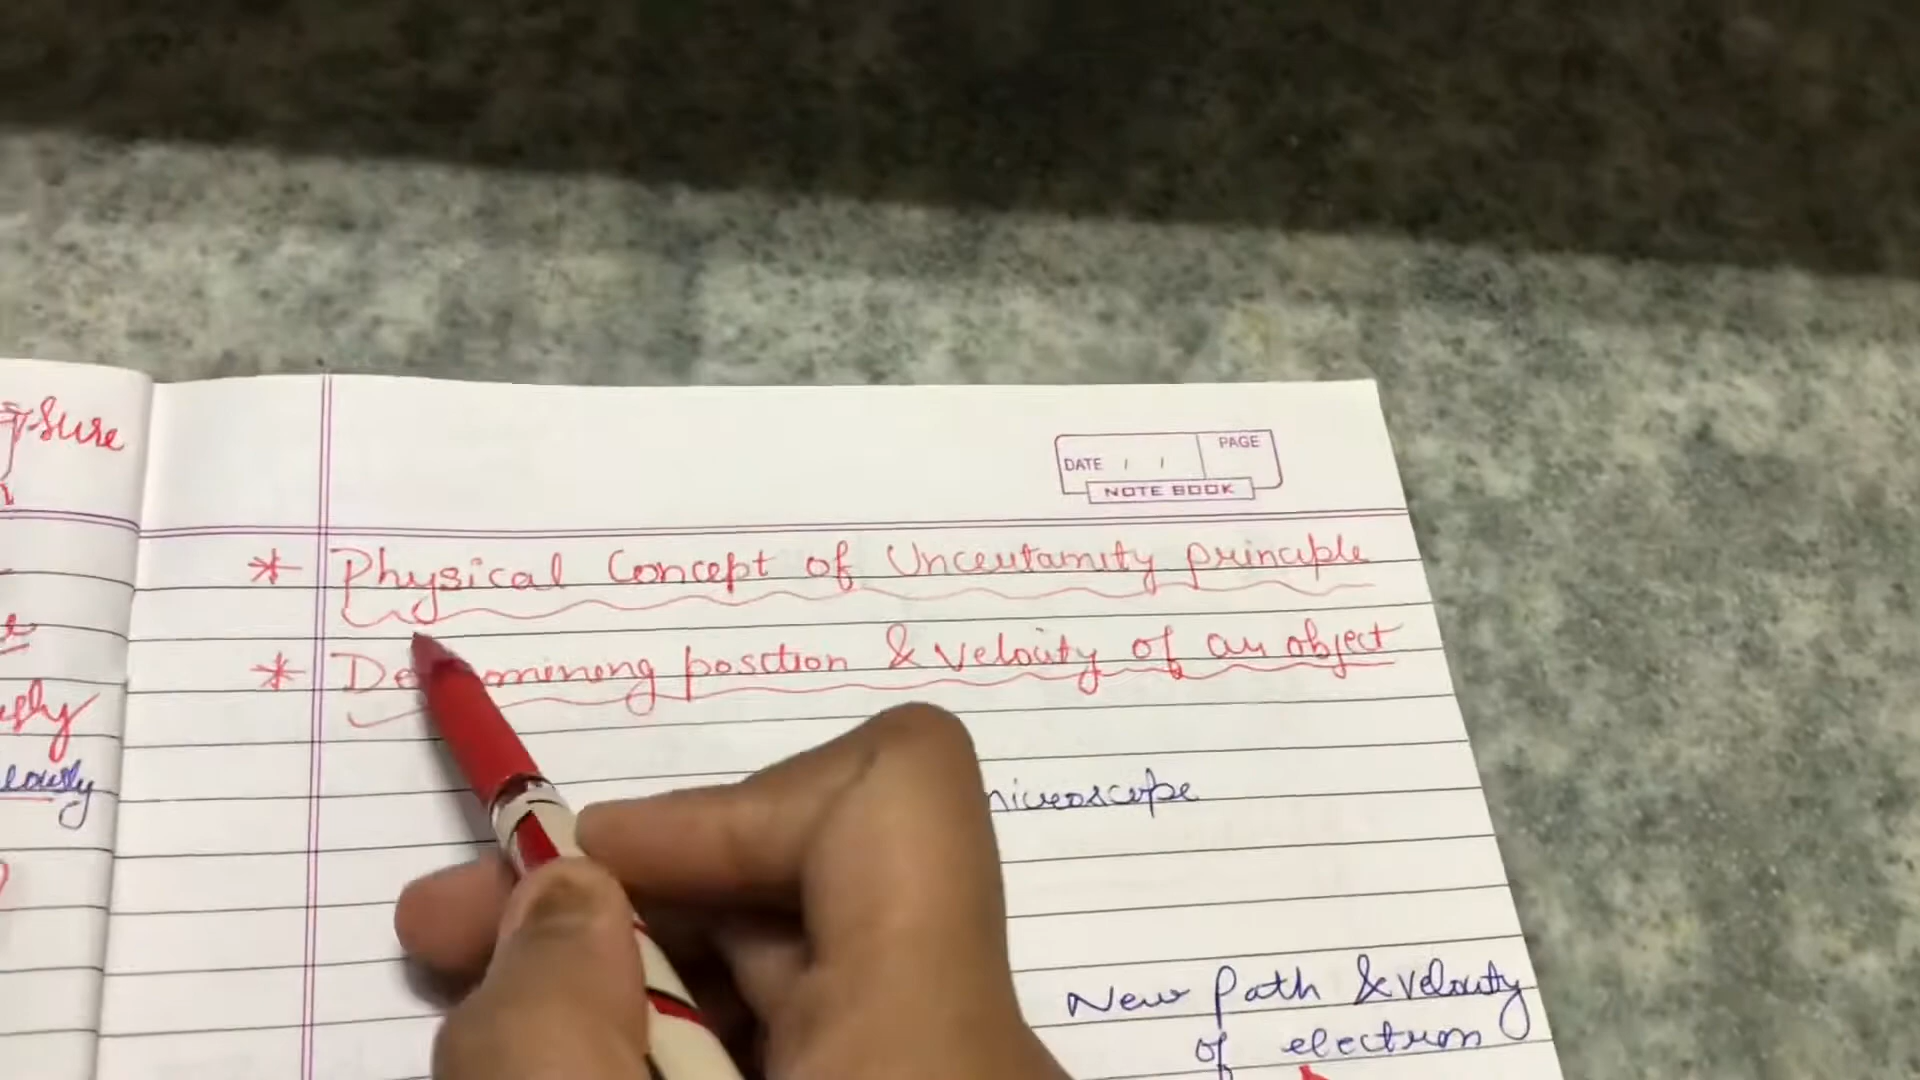 sure
DATE / / PAGE
NOTE BOOK
* Physical Concept of Uncertainity principle
* position & velocity of an object
microscope
New path & velocity
of electron